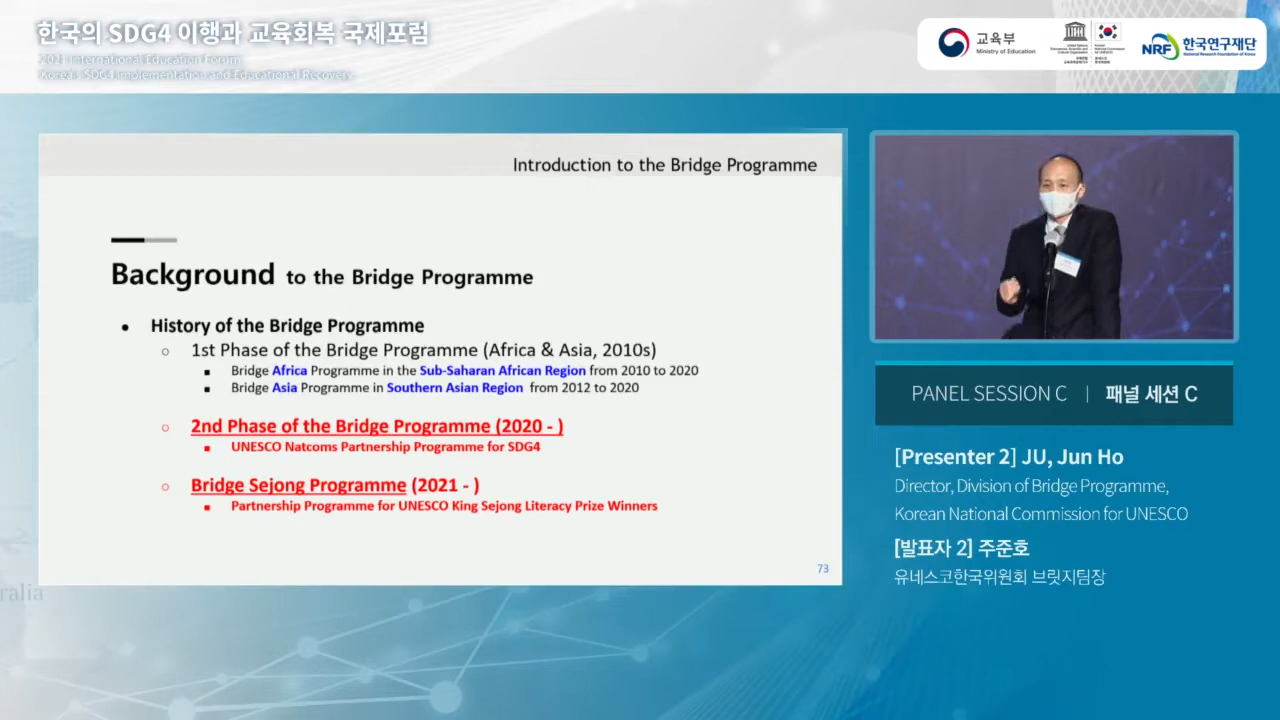 한국의 SDG4 이행과 교육회복 국제포럼
2021 International Education Forum
Korea's SDG4 Implementation and Educational Recovery
교육부
Ministry of Education
NRF 한국연구재단
National Research Foundation of Korea
Introduction to the Bridge Programme
Background to the Bridge Programme
● History of the Bridge Programme
○ 1st Phase of the Bridge Programme (Africa & Asia, 2010s)
■ Bridge Africa Programme in the Sub-Saharan African Region from 2010 to 2020
■ Bridge Asia Programme in Southern Asian Region from 2012 to 2020
○ 2nd Phase of the Bridge Programme (2020 - )
■ UNESCO Natcoms Partnership Programme for SDG4
○ Bridge Sejong Programme (2021 - )
■ Partnership Programme for UNESCO King Sejong Literacy Prize Winners
73
PANEL SESSION C | 패널 세션 C
[Presenter 2] JU, Jun Ho
Director, Division of Bridge Programme,
Korean National Commission for UNESCO
[발표자 2] 주준호
유네스코한국위원회 브릿지팀장
ralia